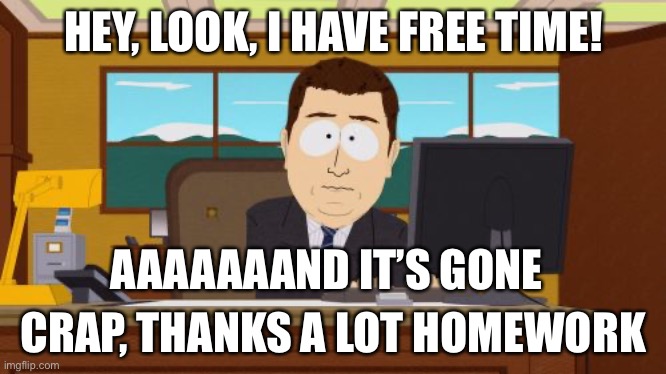 HEY, LOOK, I HAVE FREE TIME!
AAAAAAAND IT’S GONE
CRAP, THANKS A LOT HOMEWORK
imgflip.com